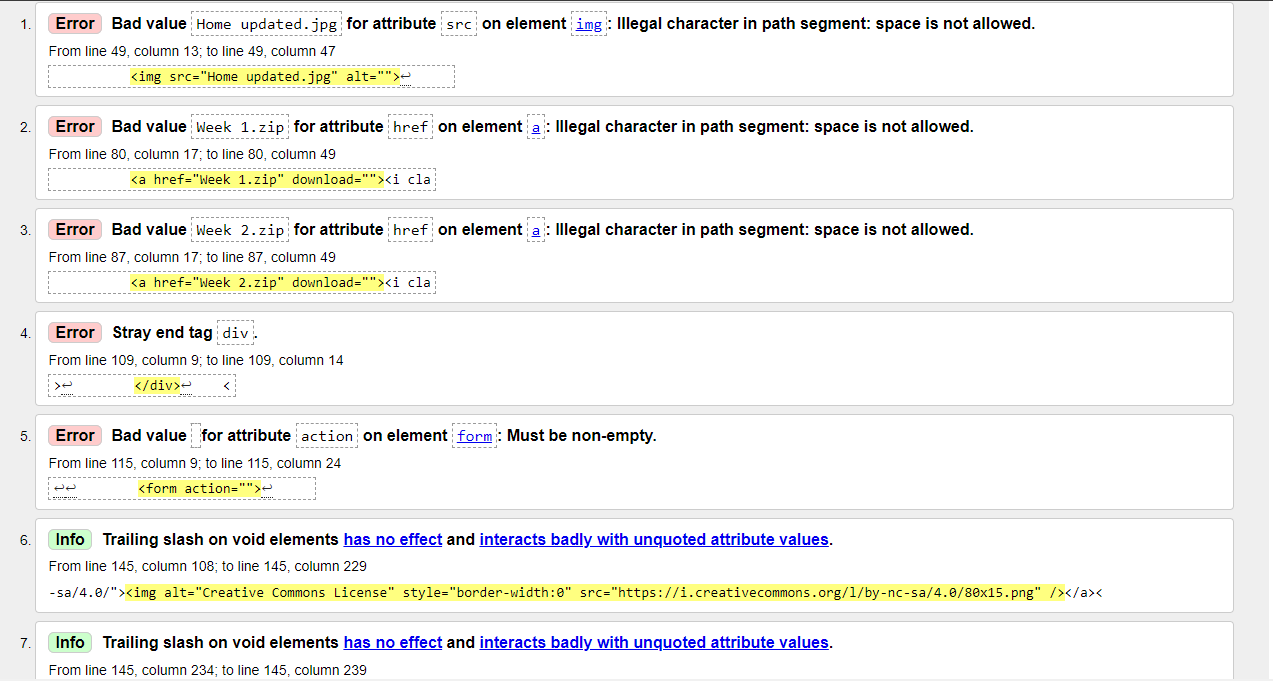 1. Error Bad value Home updated.jpg for attribute src on element img: Illegal character in path segment: space is not allowed.
From line 49, column 13; to line 49, column 47
<img src="Home updated.jpg" alt="">↩
2. Error Bad value Week 1.zip for attribute href on element a: Illegal character in path segment: space is not allowed.
From line 80, column 17; to line 80, column 49
<a href="Week 1.zip" download=""><i cla
3. Error Bad value Week 2.zip for attribute href on element a: Illegal character in path segment: space is not allowed.
From line 87, column 17; to line 87, column 49
<a href="Week 2.zip" download=""><i cla
4. Error Stray end tag div.
From line 109, column 9; to line 109, column 14
>↩ </div>↩ <
5. Error Bad value for attribute action on element form: Must be non-empty.
From line 115, column 9; to line 115, column 24
↩↩ <form action="">↩
6. Info Trailing slash on void elements has no effect and interacts badly with unquoted attribute values.
From line 145, column 108; to line 145, column 229
-sa/4.0/"><img alt="Creative Commons License" style="border-width:0" src="https://i.creativecommons.org/l/by-nc-sa/4.0/80x15.png" /></a><
7. Info Trailing slash on void elements has no effect and interacts badly with unquoted attribute values.
From line 145, column 234; to line 145, column 239